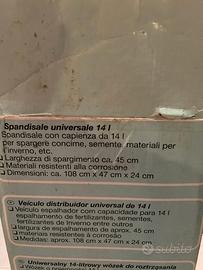 Spandisale universale 14 l
Spandisale con capienza da 14 l
per spargere concime, semente, materiali per
l'inverno, etc.
❏ Larghezza di spargimento ca. 45 cm
❏ Materiali resistenti alla corrosione
❏ Dimensioni: ca. 108 cm x 47 cm x 24 cm
Veículo distribuidor universal de 14 l
Veículo espalhador com capacidade para 14 l
para espalhamento de fertilizantes, sementes,
fertilizantes de Inverno entre outros
❏ largura de espalhamento de aprox. 45 cm
❏ materiais resistentes à corrosão
❏ Medidas: aprox. 108 cm x 47 cm x 24 cm
Uniwersalny 14-litrowy wózek do roztrząsania
subito